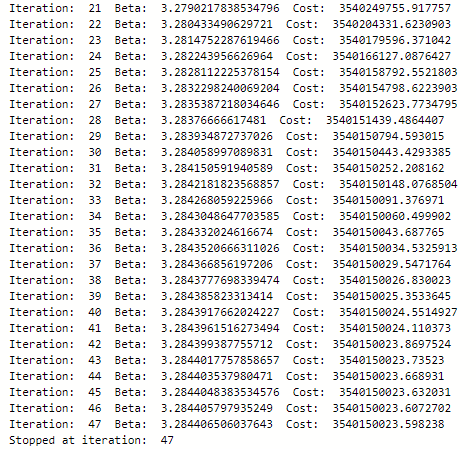 Iteration:  21  Beta:  3.2790217838534796  Cost:  3540249755.917757
Iteration:  22  Beta:  3.280433490629721  Cost:  3540204331.6230903
Iteration:  23  Beta:  3.2814752287619466  Cost:  3540179596.371042
Iteration:  24  Beta:  3.282243956626964  Cost:  3540166127.0876427
Iteration:  25  Beta:  3.2828112225378154  Cost:  3540158792.5521803
Iteration:  26  Beta:  3.2832298240069204  Cost:  3540154798.6223903
Iteration:  27  Beta:  3.2835387218034646  Cost:  3540152623.7734795
Iteration:  28  Beta:  3.28376666617481  Cost:  3540151439.4864407
Iteration:  29  Beta:  3.283934872737026  Cost:  3540150794.593015
Iteration:  30  Beta:  3.284058997089831  Cost:  3540150443.4293385
Iteration:  31  Beta:  3.284150591940589  Cost:  3540150252.208162
Iteration:  32  Beta:  3.2842181823568857  Cost:  3540150148.0768504
Iteration:  33  Beta:  3.284268059225966  Cost:  3540150091.376971
Iteration:  34  Beta:  3.2843048647703585  Cost:  3540150060.499902
Iteration:  35  Beta:  3.284332024616674  Cost:  3540150043.687765
Iteration:  36  Beta:  3.2843520666311026  Cost:  3540150034.5325913
Iteration:  37  Beta:  3.284366856197206  Cost:  3540150029.5471764
Iteration:  38  Beta:  3.2843777698339474  Cost:  3540150026.830023
Iteration:  39  Beta:  3.284385823313414  Cost:  3540150025.3533645
Iteration:  40  Beta:  3.2843917662024227  Cost:  3540150024.5514927
Iteration:  41  Beta:  3.2843961516273494  Cost:  3540150024.110373
Iteration:  42  Beta:  3.284399387755712  Cost:  3540150023.8697524
Iteration:  43  Beta:  3.2844017757858657  Cost:  3540150023.73523
Iteration:  44  Beta:  3.284403537980471  Cost:  3540150023.668931
Iteration:  45  Beta:  3.2844048383534576  Cost:  3540150023.632031
Iteration:  46  Beta:  3.284405797935249  Cost:  3540150023.6072702
Iteration:  47  Beta:  3.284406506037643  Cost:  3540150023.598238
Stopped at iteration:  47